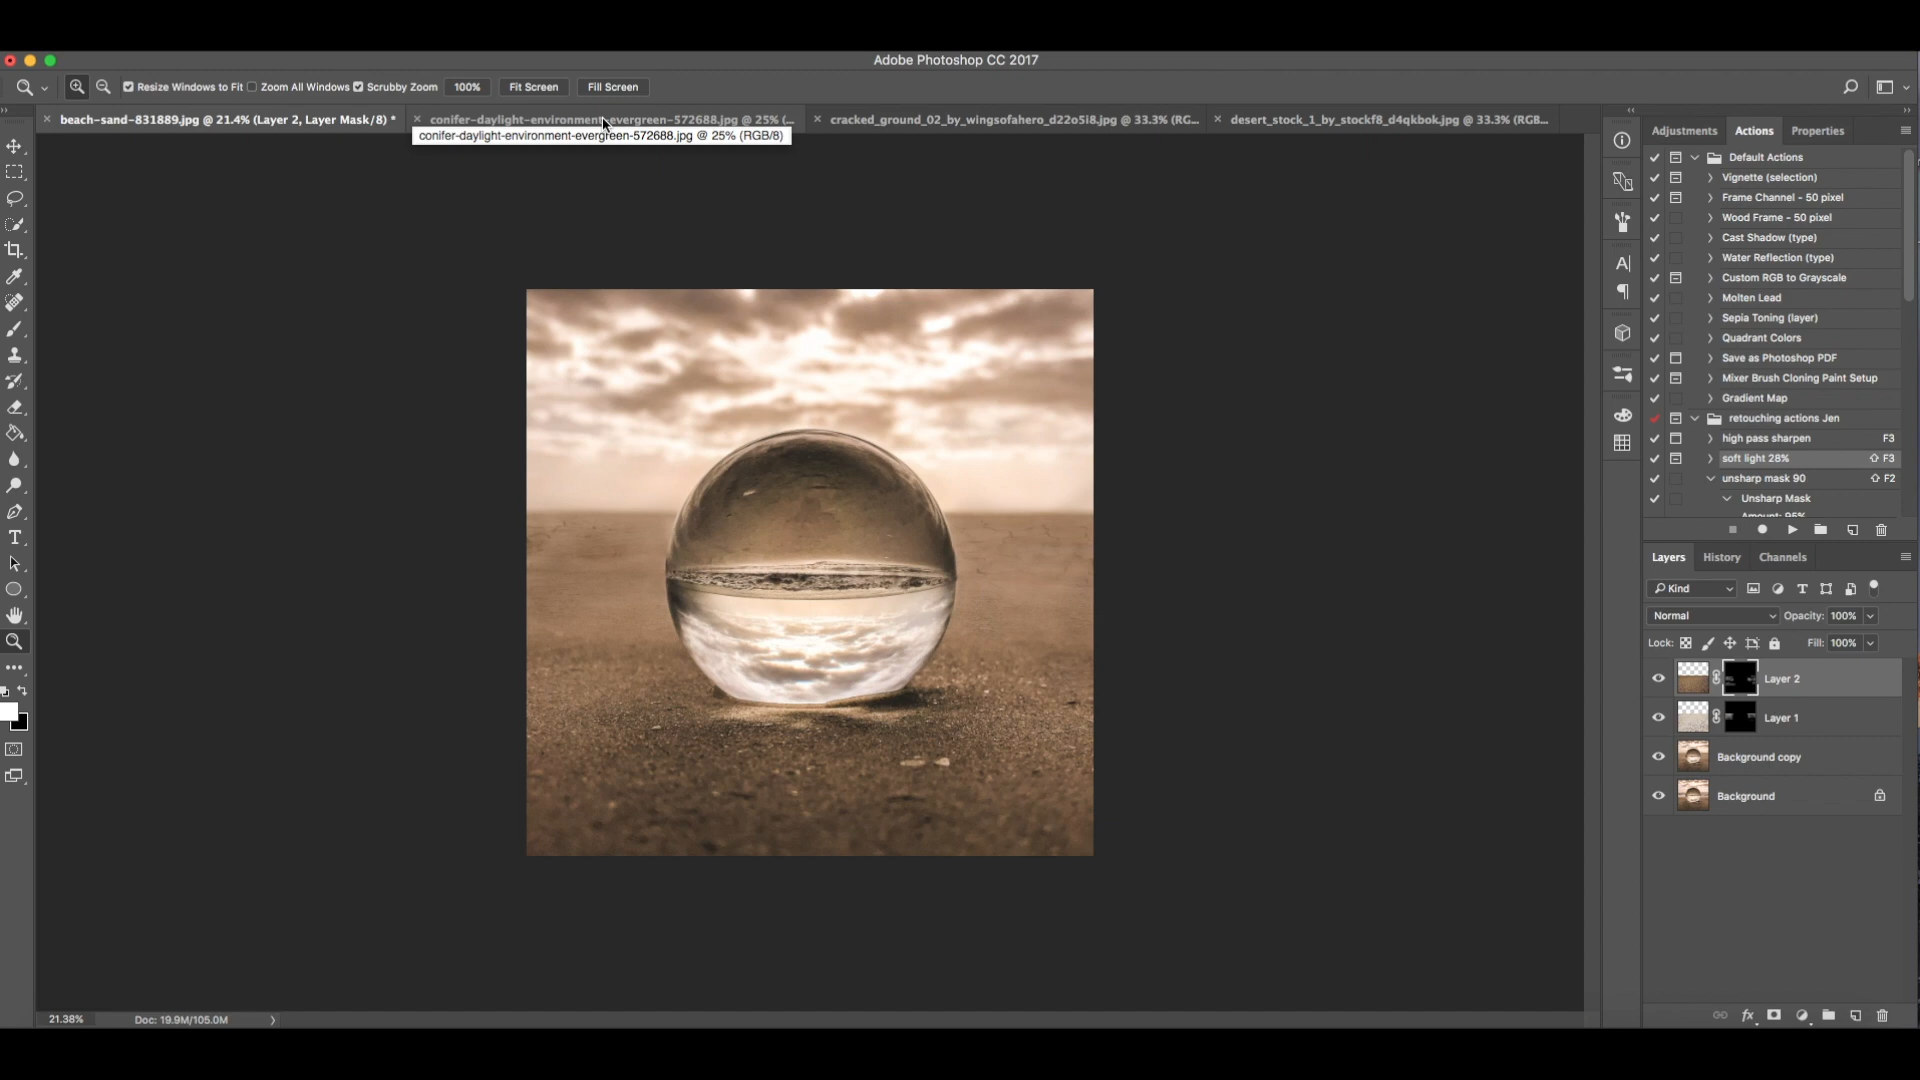 Adobe Photoshop CC 2017
Resize Windows to Fit Zoom All Windows Scrubby Zoom 100% Fit Screen Fill Screen
beach-sand-831889.jpg @ 21.4% (Layer 2, Layer Mask/8) *
conifer-daylight-environment-evergreen-572688.jpg @ 25% (...
cracked_ground_02_by_wingsofahero_d22o5i8.jpg @ 33.3% (RG...
desert_stock_1_by_stockf8_d4qkbok.jpg @ 33.3% (RGB...
conifer-daylight-environment-evergreen-572688.jpg @ 25% (RGB/8)
Adjustments Actions Properties
Default Actions
Vignette (selection)
Frame Channel - 50 pixel
Wood Frame - 50 pixel
Cast Shadow (type)
Water Reflection (type)
Custom RGB to Grayscale
Molten Lead
Sepia Toning (layer)
Quadrant Colors
Save as Photoshop PDF
Mixer Brush Cloning Paint Setup
Gradient Map
retouching actions Jen
high pass sharpen F3
soft light 28% F3
unsharp mask 90 F2
Unsharp Mask
Layers History Channels
Kind
Normal Opacity: 100%
Lock: Fill: 100%
Layer 2
Layer 1
Background copy
Background
21.38% Doc: 19.9M/105.0M